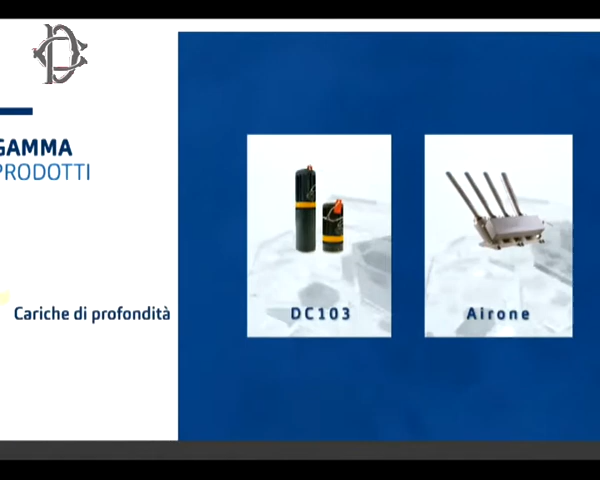 GAMMA
PRODOTTI
Cariche di profondità
DC103
Airone